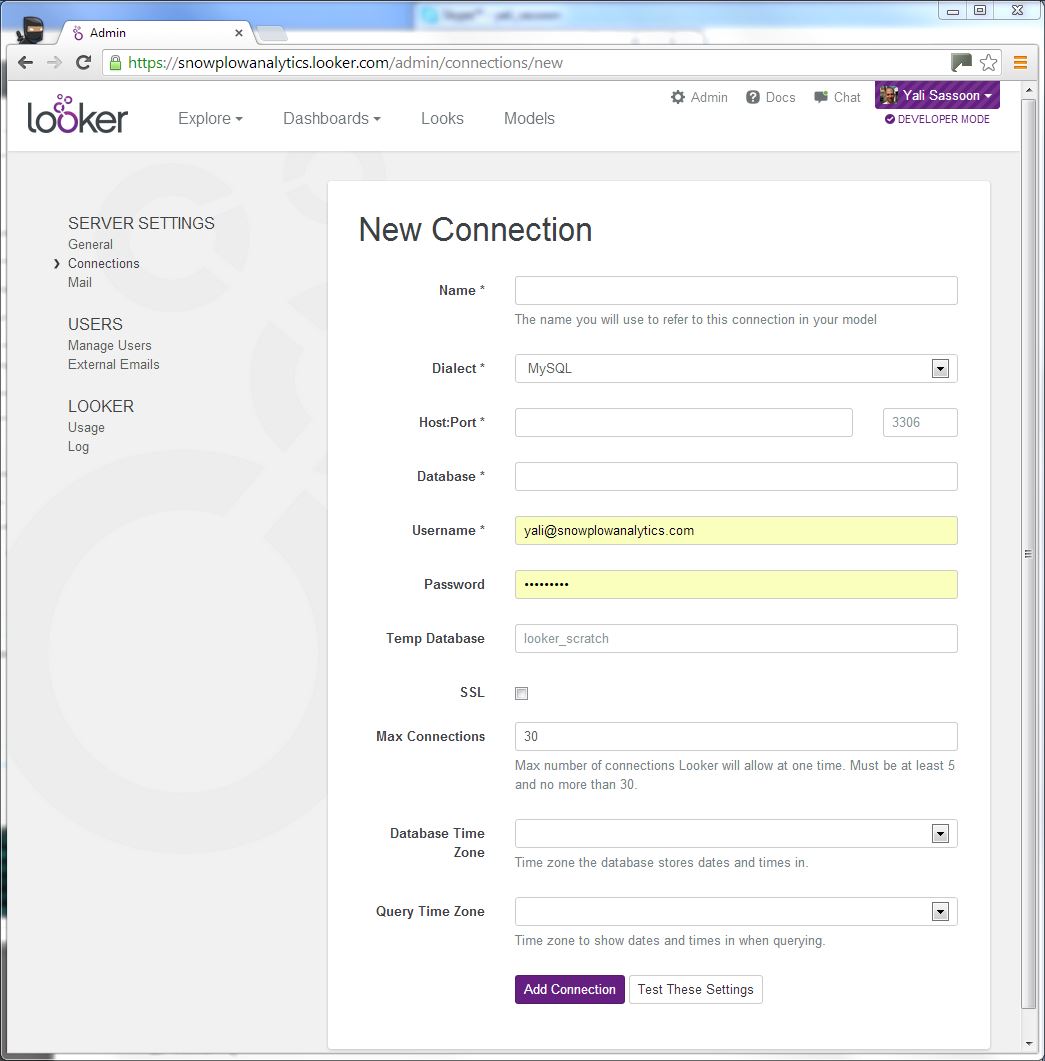 Admin
https://snowplowanalytics.looker.com/admin/connections/new
looker
Explore
Dashboards
Looks
Models
Admin
Docs
Chat
Yali Sassoon
DEVELOPER MODE
SERVER SETTINGS
General
Connections
Mail
USERS
Manage Users
External Emails
LOOKER
Usage
Log
New Connection
Name *
The name you will use to refer to this connection in your model
Dialect *
MySQL
Host:Port *
3306
Database *
Username *
yali@snowplowanalytics.com
Password
•••••••••
Temp Database
looker_scratch
SSL
Max Connections
30
Max number of connections Looker will allow at one time. Must be at least 5
and no more than 30.
Database Time
Zone
Time zone the database stores dates and times in.
Query Time Zone
Time zone to show dates and times in when querying.
Add Connection
Test These Settings